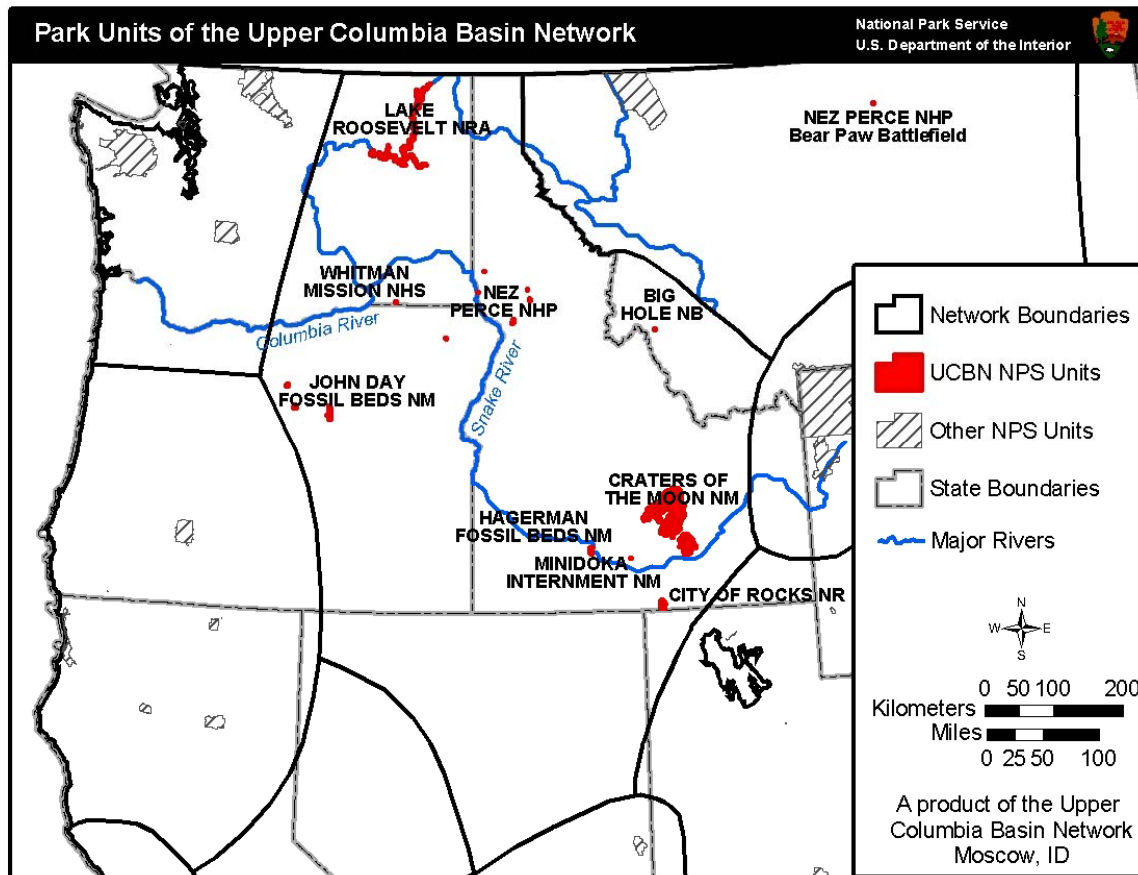 Park Units of the Upper Columbia Basin Network
National Park Service
U.S. Department of the Interior
LAKE
ROOSEVELT NRA
NEZ PERCE NHP
Bear Paw Battlefield
WHITMAN
MISSION NHS
NEZ
PERCE NHP
BIG
HOLE NB
Columbia River
JOHN DAY
FOSSIL BEDS NM
Snake River
CRATERS OF
THE MOON NM
HAGERMAN
FOSSIL BEDS NM
MINIDOKA
INTERNMENT NM
CITY OF ROCKS NR
Network Boundaries
UCBN NPS Units
Other NPS Units
State Boundaries
Major Rivers
N
W E
S
0 50 100 200
Kilometers
Miles
0 25 50 100
A product of the Upper
Columbia Basin Network
Moscow, ID